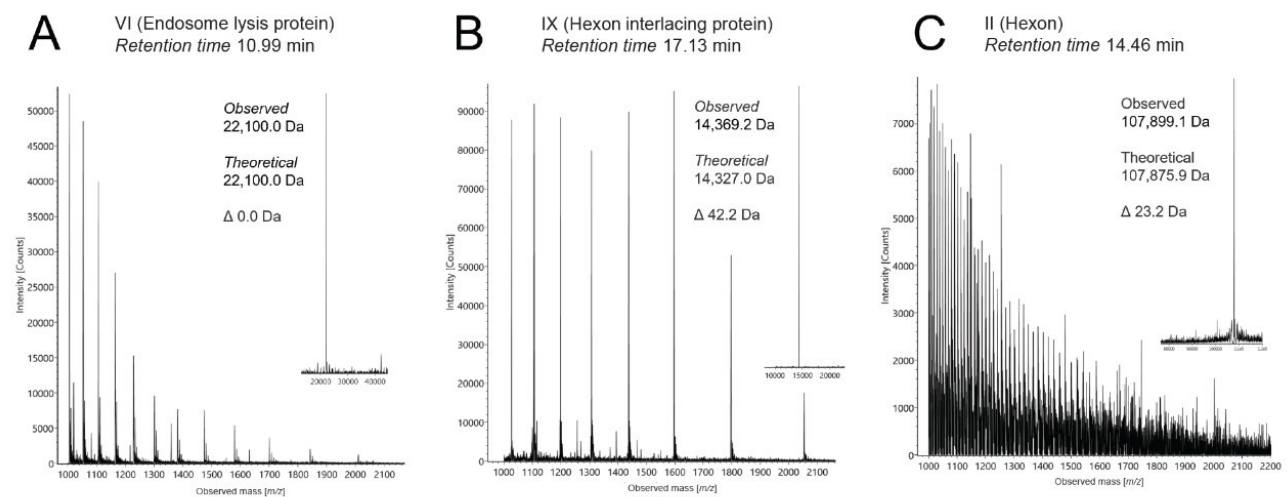 A
VI (Endosome lysis protein)
Retention time 10.99 min
50000
45000
40000
35000
30000
25000
20000
15000
10000
5000
0
Intensity [Counts]
Observed
22,100.0 Da
Theoretical
22,100.0 Da
Δ 0.0 Da
20000 30000 40000
1000 1100 1200 1300 1400 1500 1600 1700 1800 1900 2000 2100
Observed mass [m/z]
B
IX (Hexon interlacing protein)
Retention time 17.13 min
90000
80000
70000
60000
50000
40000
30000
20000
10000
0
Intensity [Counts]
Observed
14,369.2 Da
Theoretical
14,327.0 Da
Δ 42.2 Da
10000 15000 20000
1000 1100 1200 1300 1400 1500 1600 1700 1800 1900 2000 2100
Observed mass [m/z]
C
II (Hexon)
Retention time 14.46 min
7000
6000
5000
4000
3000
2000
1000
0
Intensity [Counts]
Observed
107,899.1 Da
Theoretical
107,875.9 Da
Δ 23.2 Da
1000 1100 1200 1300 1400 1500 1600 1700 1800 1900 2000 2100 2200
Observed mass [m/z]